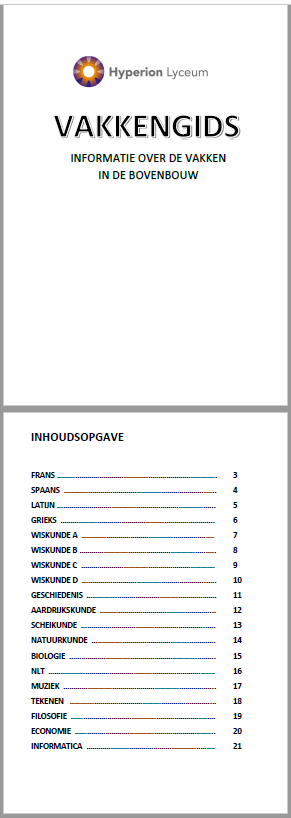 Hyperion Lyceum
VAKKENGIDS
INFORMATIE OVER DE VAKKEN
IN DE BOVENBOUW
INHOUDSOPGAVE
FRANS 3
SPAANS 4
LATIJN 5
GRIEKS 6
WISKUNDE A 7
WISKUNDE B 8
WISKUNDE C 9
WISKUNDE D 10
GESCHIEDENIS 11
AARDRIJKSKUNDE 12
SCHEIKUNDE 13
NATUURKUNDE 14
BIOLOGIE 15
NLT 16
MUZIEK 17
TEKENEN 18
FILOSOFIE 19
ECONOMIE 20
INFORMATICA 21